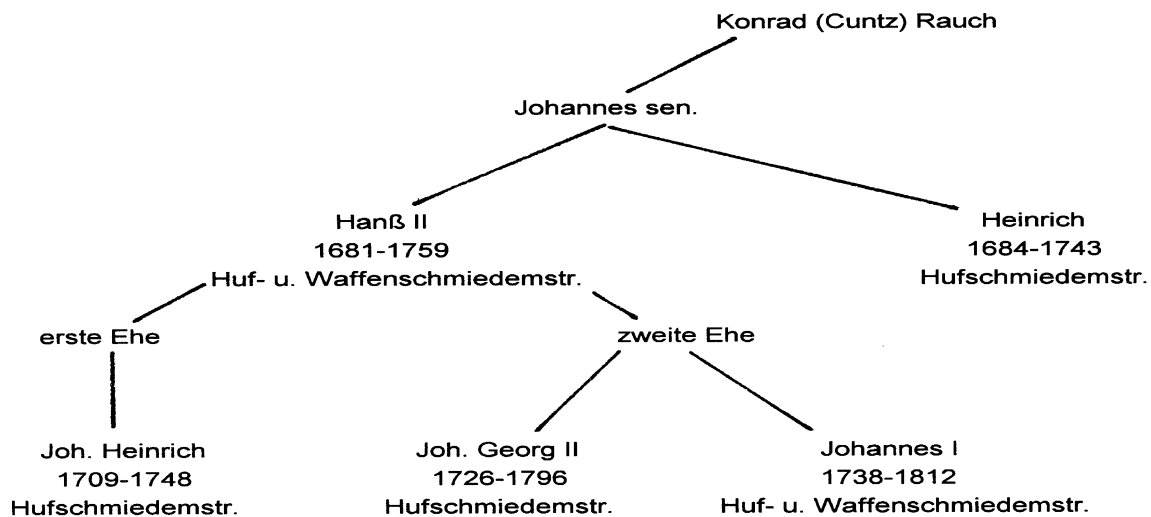 Konrad (Cuntz) Rauch
Johannes sen.
Hanß II
1681-1759
Huf- u. Waffenschmiedemstr.
Heinrich
1684-1743
Hufschmiedemstr.
erste Ehe
zweite Ehe
Joh. Heinrich
1709-1748
Hufschmiedemstr.
Joh. Georg II
1726-1796
Hufschmiedemstr.
Johannes I
1738-1812
Huf- u. Waffenschmiedemstr.